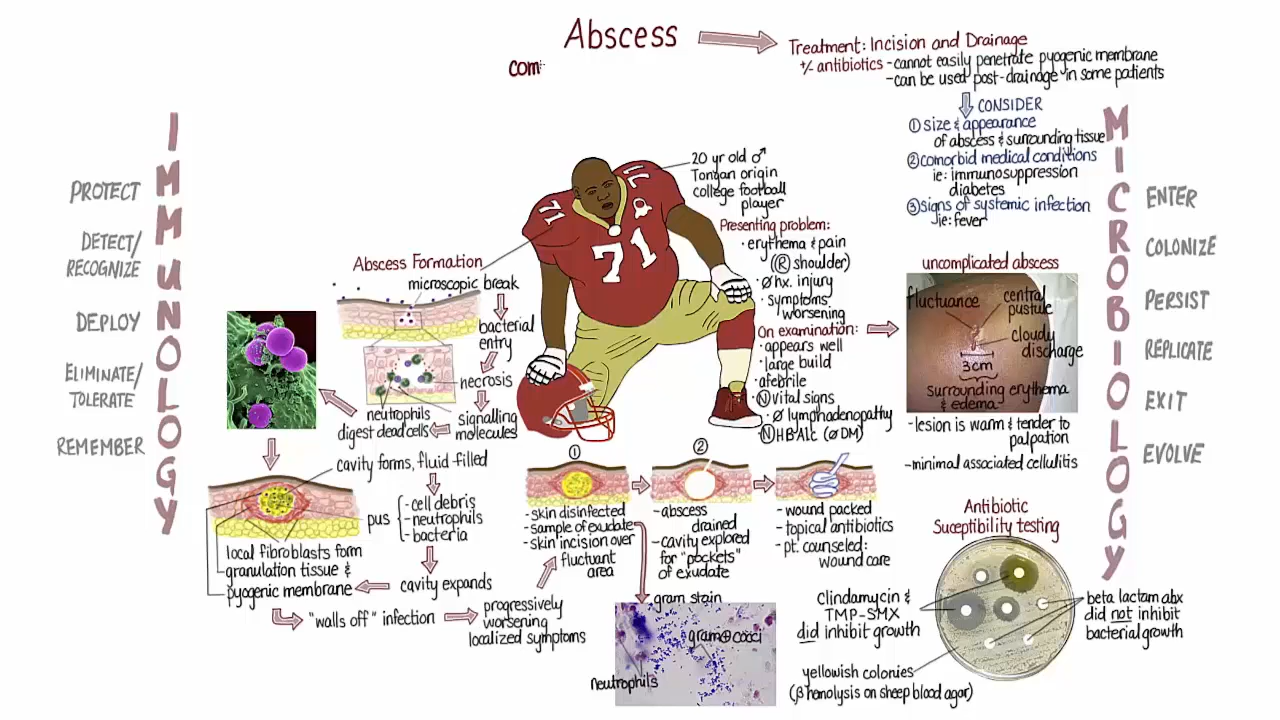 Abscess
com
Treatment: Incision and Drainage
+/- antibiotics - cannot easily penetrate pyogenic membrane
- can be used post-drainage in some patients
CONSIDER
① size & appearance
of abscess & surrounding tissue
② comorbid medical conditions
ie: immunosuppression
diabetes
③ signs of systemic infection
ie: fever
IMMUNOLOGY
PROTECT
DETECT/
RECOGNIZE
DEPLOY
ELIMINATE/
TOLERATE
REMEMBER
MICROBIOLOGY
ENTER
COLONIZE
PERSIST
REPLICATE
EXIT
EVOLVE
20 yr old ♂
Tongan origin
college football
player
71
71
71
Presenting problem:
• erythema & pain
(Ⓡ shoulder)
• Ø hx. injury
• symptoms
worsening
On examination:
• appears well
• large build
• afebrile
• Ⓝ vital signs
• Ø lymphadenopathy
• Ⓝ HB A1C (Ø DM)
uncomplicated abscess
fluctuance
central
pustule
cloudy
discharge
3cm
surrounding erythema
& edema
- lesion is warm & tender to
palpation
- minimal associated cellulitis
Abscess Formation
microscopic break
bacterial
entry
necrosis
signalling
molecules
neutrophils
digest dead cells
cavity forms, fluid-filled
pus
- cell debris
- neutrophils
- bacteria
local fibroblasts form
granulation tissue &
pyogenic membrane
cavity expands
"walls off" infection
progressively
worsening
localized symptoms
①
- skin disinfected
- sample of exudate
- skin incision over
fluctuant
area
②
- abscess
drained
- cavity explored
for "pockets"
of exudate
- wound packed
- topical antibiotics
- pt. counseled:
wound care
gram stain
gram ⊕ cocci
neutrophils
Antibiotic
Suceptibility testing
clindamycin &
TMP-SMX
did inhibit growth
beta lactam abx
did not inhibit
bacterial growth
yellowish colonies
(β hemolysis on sheep blood agar)